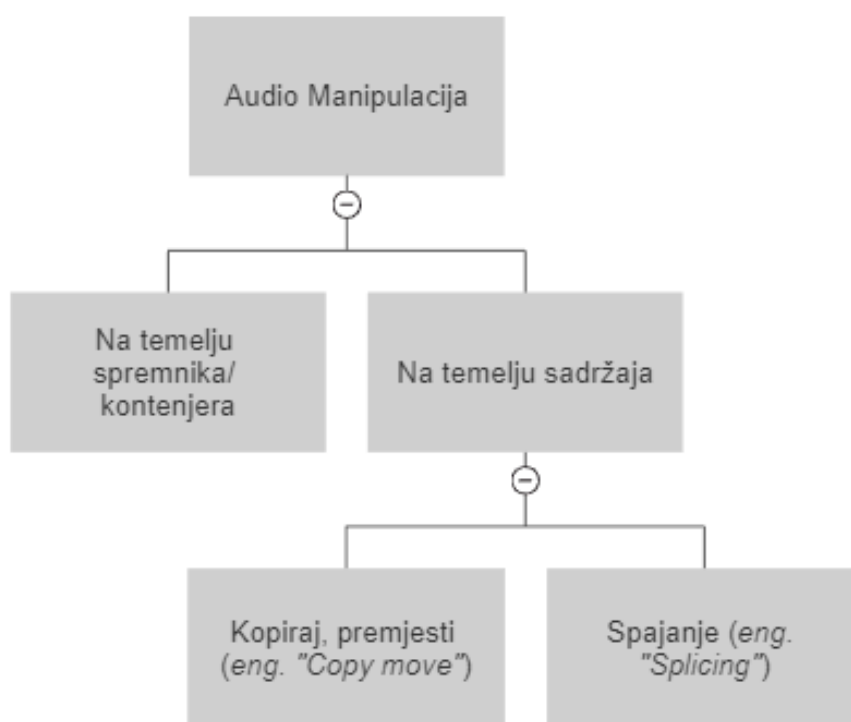 Audio Manipulacija
Na temelju
spremnika/
kontenjera
Na temelju sadržaja
Kopiraj, premjesti
(eng. "Copy move")
Spajanje (eng.
"Splicing")